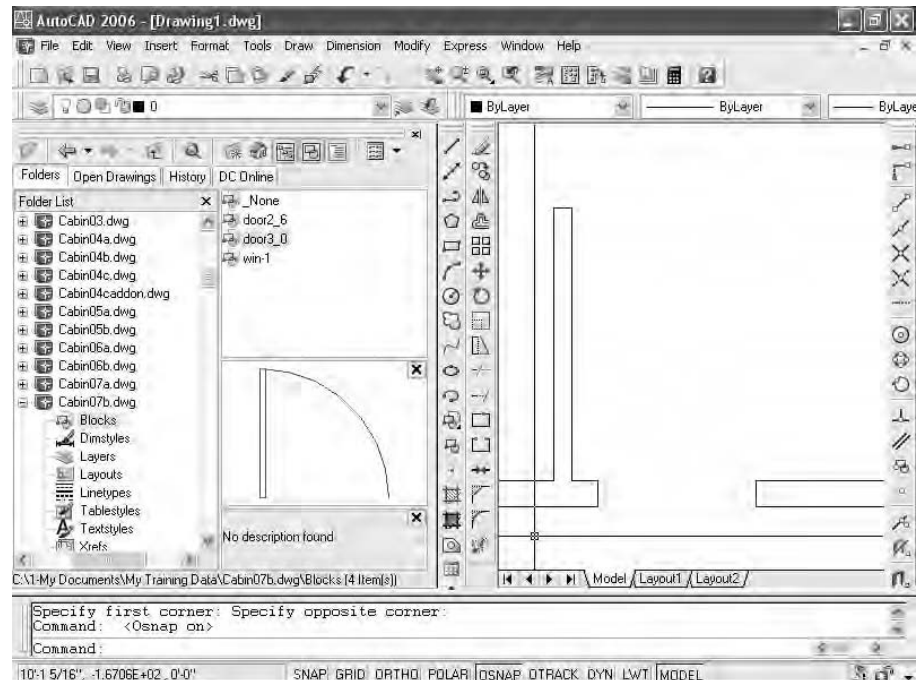 AutoCAD 2006 - [Drawing1.dwg]
File Edit View Insert Format Tools Draw Dimension Modify Express Window Help
0
ByLayer
ByLayer
ByLaye
Folders Open Drawings History DC Online
Folder List
Cabin03.dwg
Cabin04a.dwg
Cabin04b.dwg
Cabin04c.dwg
Cabin04caddon.dwg
Cabin05a.dwg
Cabin05b.dwg
Cabin06a.dwg
Cabin06b.dwg
Cabin07a.dwg
Cabin07b.dwg
Blocks
Dimstyles
Layers
Layouts
Linetypes
Tablestyles
Textstyles
Xrefs
_None
door2_6
door3_0
win-1
No description found
C:\1-My Documents\My Training Data\Cabin07b.dwg\Blocks (4 Item(s))
Model Layout1 Layout2
Specify first corner: Specify opposite corner:
Command: <Osnap on>
Command:
10'-1 5/16", -1.6706E+02, 0'-0" SNAP GRID ORTHO POLAR OSNAP OTRACK DYN LWT MODEL